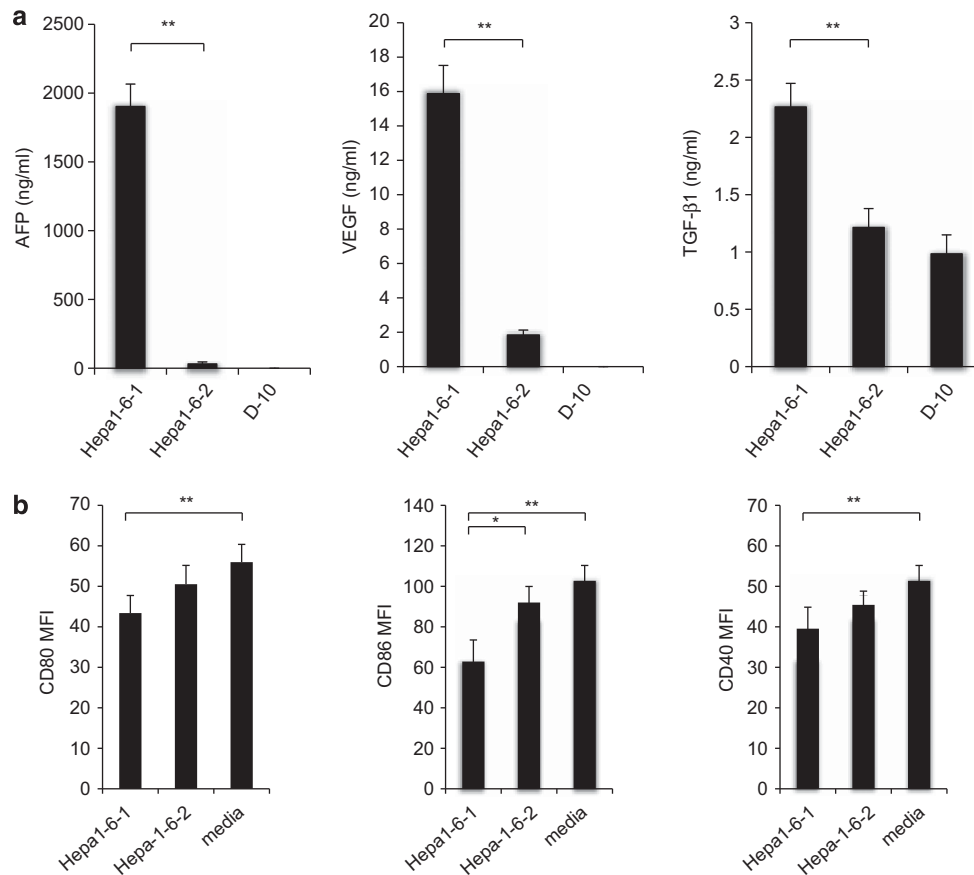 a
AFP (ng/ml)
2500
2000
1500
1000
500
0
**
Hepa1-6-1
Hepa1-6-2
D-10
VEGF (ng/ml)
20
18
16
14
12
10
8
6
4
2
0
**
Hepa1-6-1
Hepa1-6-2
D-10
TGF-β1 (ng/ml)
3
2.5
2
1.5
1
0.5
0
**
Hepa1-6-1
Hepa1-6-2
D-10
b
CD80 MFI
70
60
50
40
30
20
10
0
**
Hepa1-6-1
Hepa-1-6-2
media
CD86 MFI
140
120
100
80
60
40
20
0
**
*
Hepa1-6-1
Hepa-1-6-2
media
CD40 MFI
70
60
50
40
30
20
10
0
**
Hepa1-6-1
Hepa-1-6-2
media